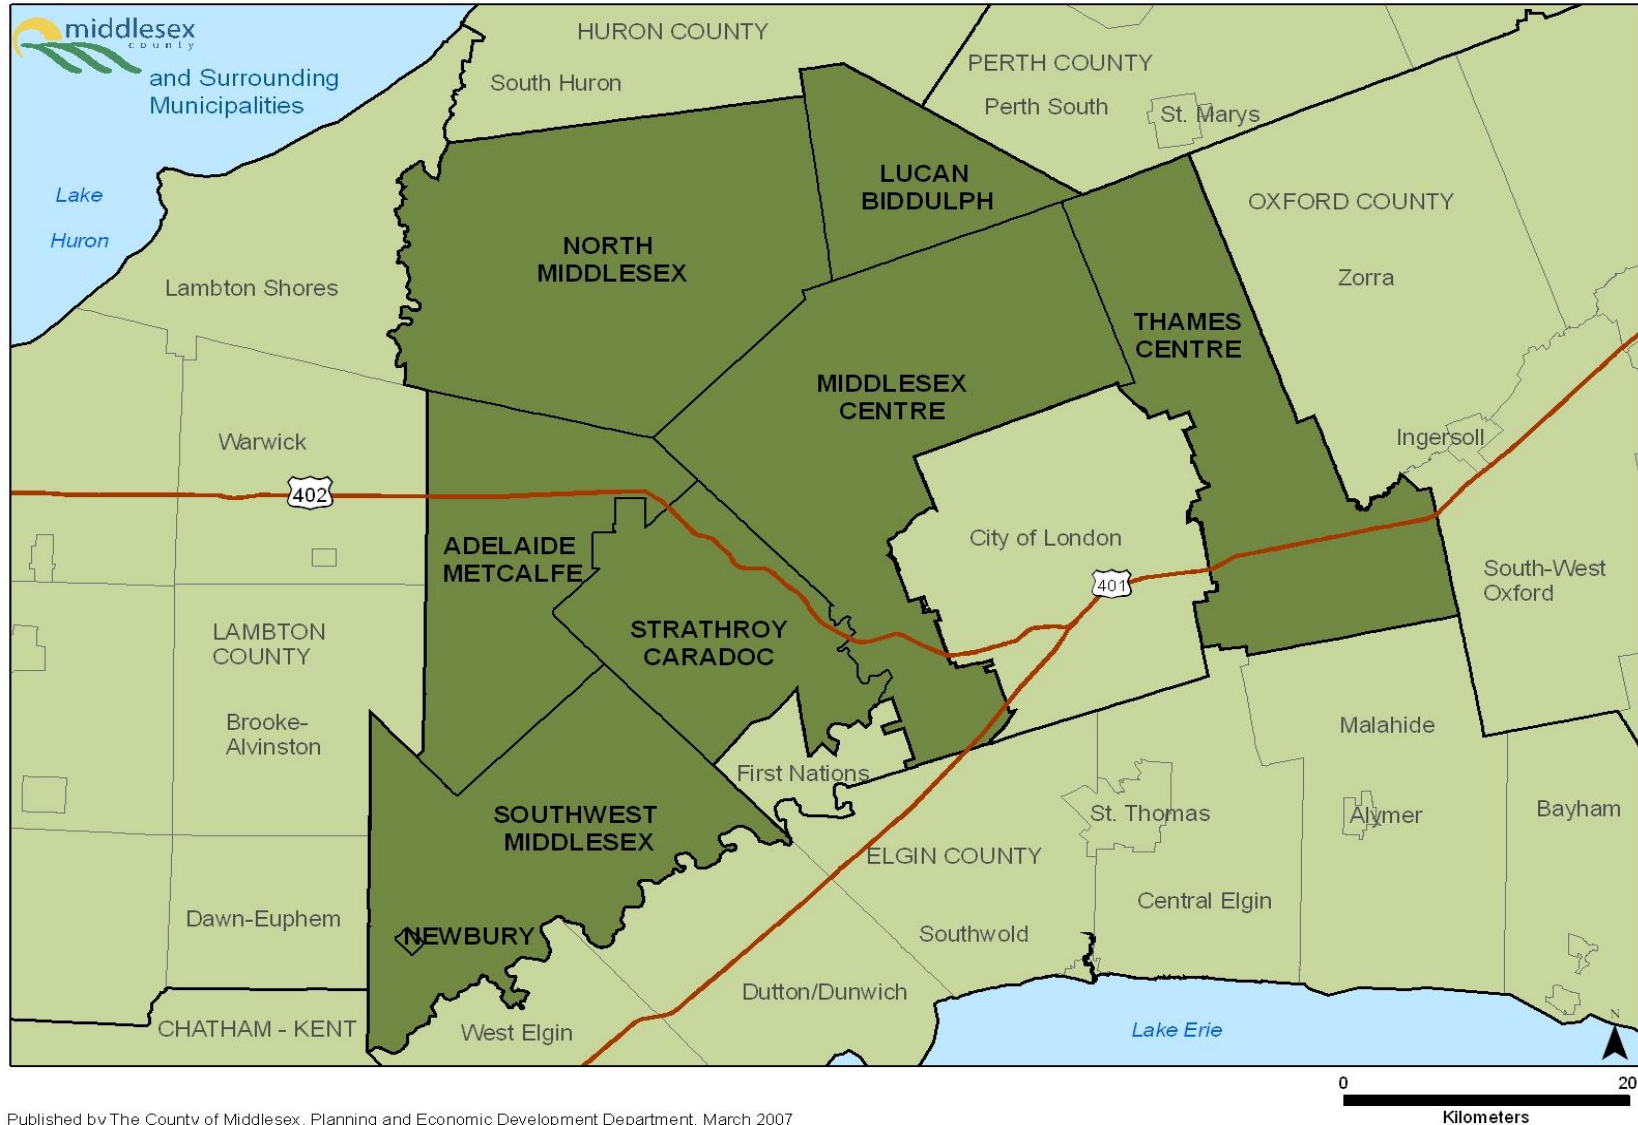 middlesex
county
and Surrounding
Municipalities
HURON COUNTY
South Huron
PERTH COUNTY
Perth South
St. Marys
Lake
Huron
LUCAN
BIDDULPH
OXFORD COUNTY
NORTH
MIDDLESEX
Zorra
Lambton Shores
THAMES
CENTRE
MIDDLESEX
CENTRE
Warwick
Ingersoll
402
City of London
ADELAIDE
METCALFE
401
South-West
Oxford
LAMBTON
COUNTY
STRATHROY
CARADOC
Brooke-
Alvinston
Malahide
First Nations
SOUTHWEST
MIDDLESEX
St. Thomas
Alymer
Bayham
ELGIN COUNTY
Central Elgin
Dawn-Euphem
NEWBURY
Southwold
Dutton/Dunwich
CHATHAM - KENT
West Elgin
Lake Erie
N
0 20
Kilometers
Published by The County of Middlesex, Planning and Economic Development Department, March 2007